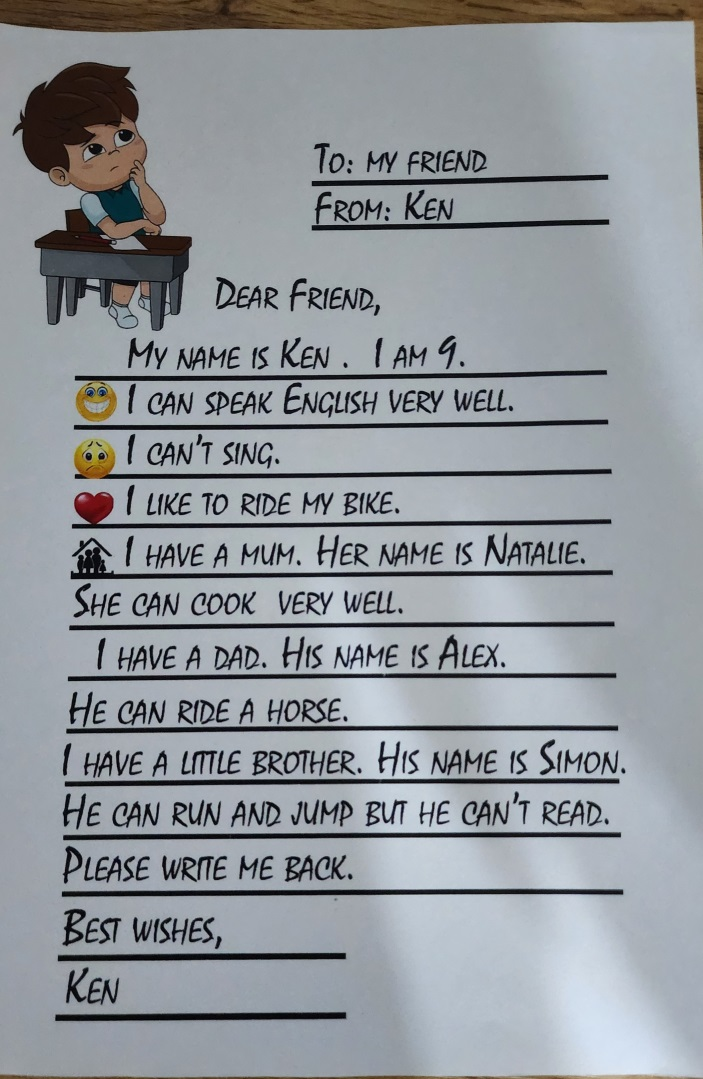 To: my friend
From: Ken
Dear Friend,
My name is Ken . I am 9.
I can speak English very well.
I can't sing.
I like to ride my bike.
I have a mum. Her name is Natalie.
She can cook very well.
I have a dad. His name is Alex.
He can ride a horse.
I have a little brother. His name is Simon.
He can run and jump but he can't read.
Please write me back.
Best wishes,
Ken